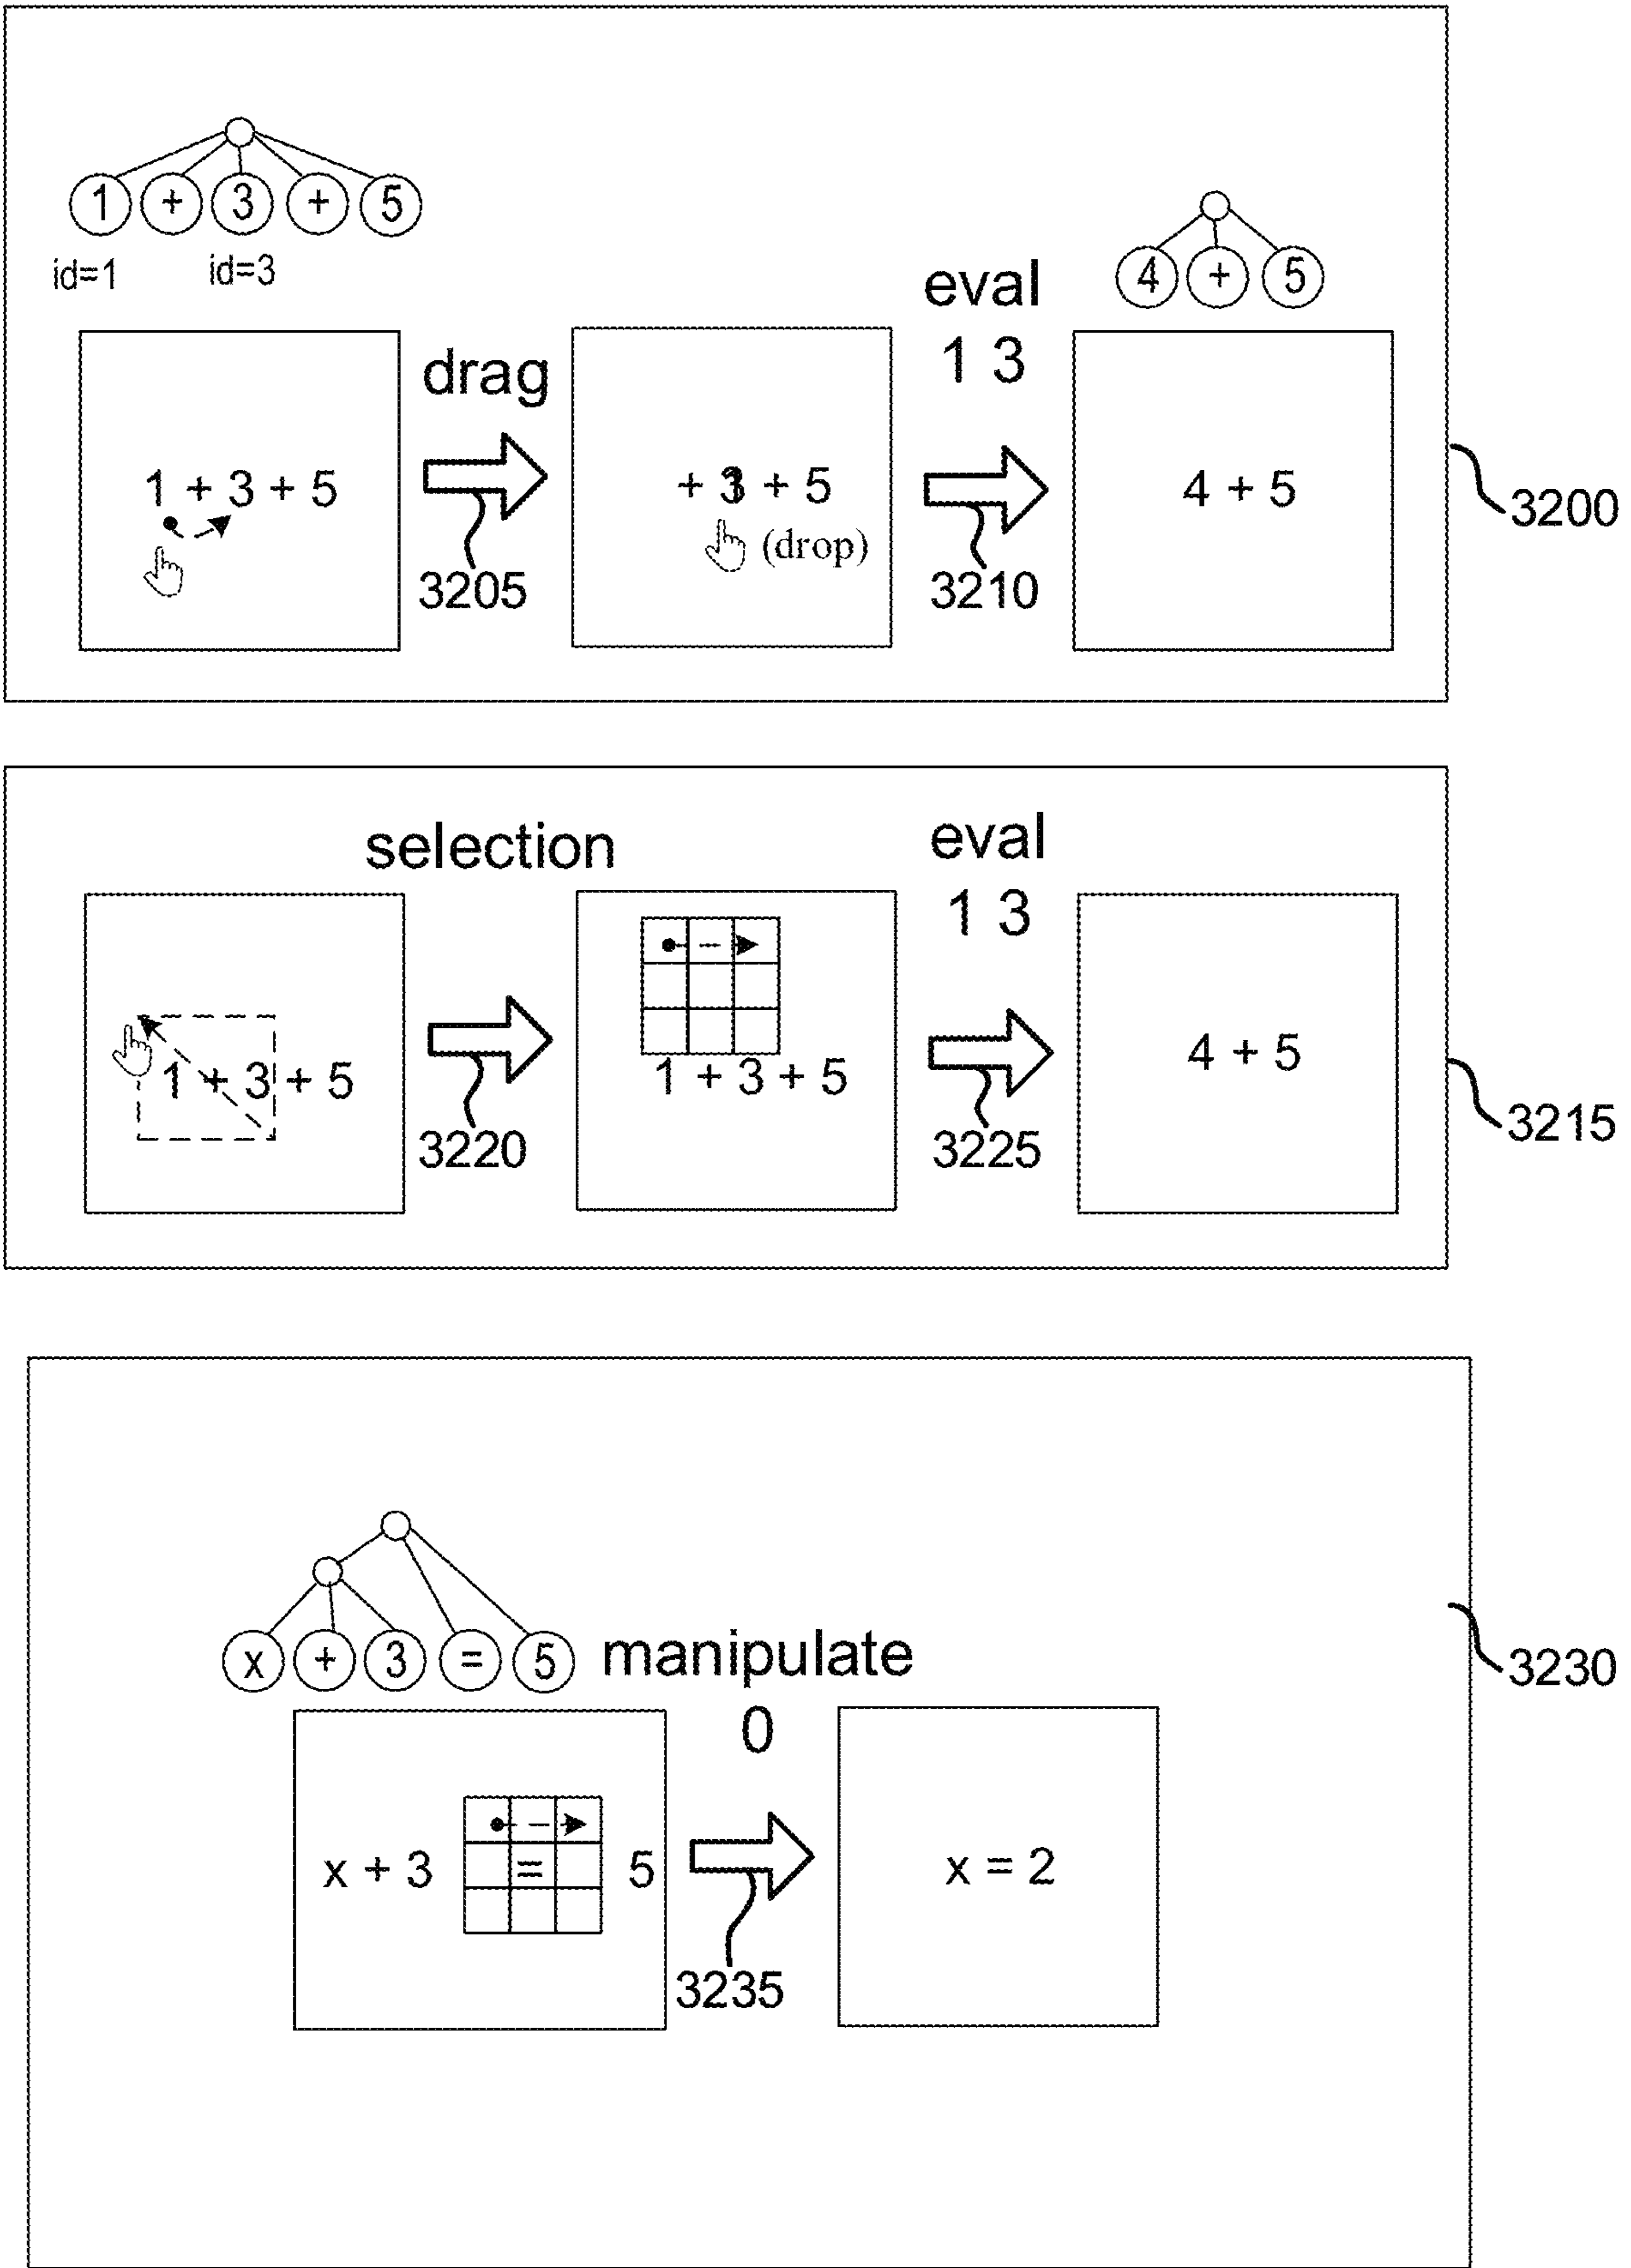 1 + 3 + 5
id=1 id=3
4 + 5
eval
1 3
drag
1 + 3 + 5
+ 3 + 5
(drop)
4 + 5
3200
3205
3210
selection
eval
1 3
1 + 3 + 5
1 + 3 + 5
4 + 5
3215
3220
3225
x + 3 = 5
manipulate
0
3230
x + 3 = 5
x = 2
3235